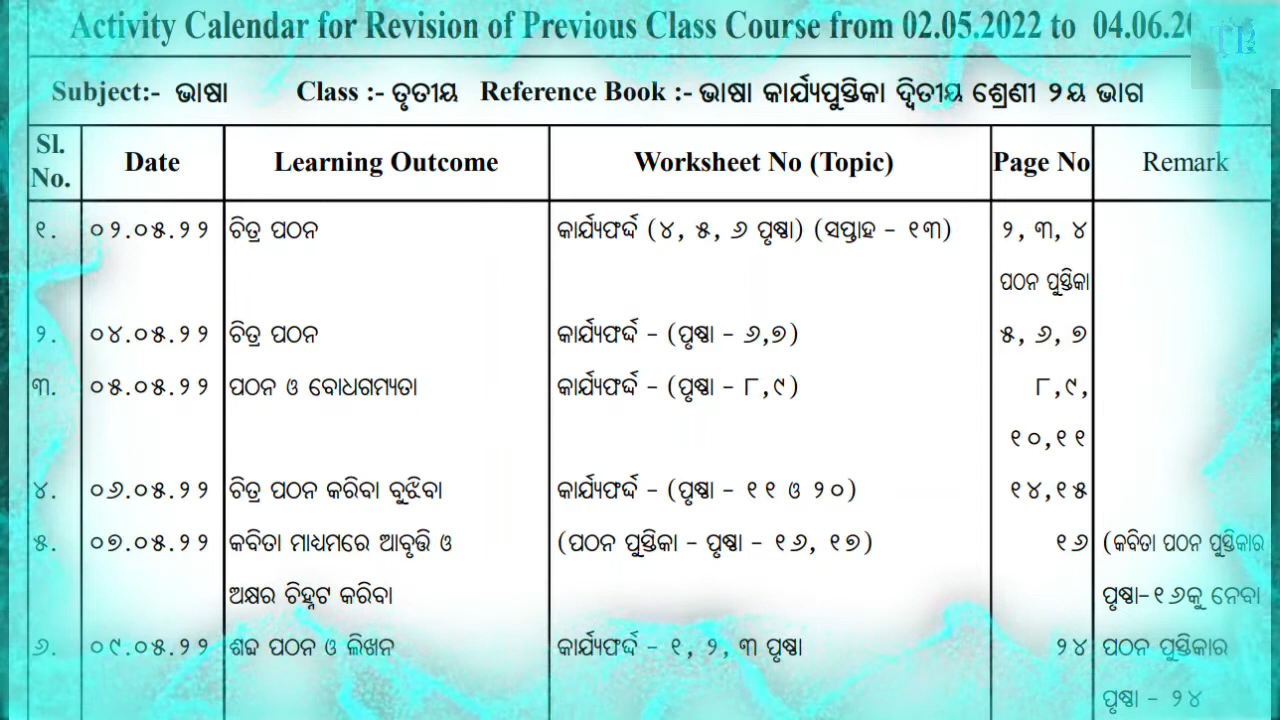 Activity Calendar for Revision of Previous Class Course from 02.05.2022 to 04.06.20
TB
Subject:- ଭାଷା Class :- ତୃତୀୟ Reference Book :- ଭାଷା କାର୍ଯ୍ୟପୁସ୍ତିକା ଦ୍ୱିତୀୟ ଶ୍ରେଣୀ ୨ୟ ଭାଗ
Sl. No. Date Learning Outcome Worksheet No (Topic) Page No Remark
୧. ୦୨.୦୫.୨୨ ଚିତ୍ର ପଠନ କାର୍ଯ୍ୟଫର୍ଦ୍ଦ (୪, ୫, ୬ ପୃଷ୍ଠା) (ସପ୍ତାହ - ୧୩) ୨, ୩, ୪
ପଠନ ପୁସ୍ତିକା
୨. ୦୪.୦୫.୨୨ ଚିତ୍ର ପଠନ କାର୍ଯ୍ୟଫର୍ଦ୍ଦ - (ପୃଷ୍ଠା - ୬,୭) ୫, ୬, ୭
୩. ୦୫.୦୫.୨୨ ପଠନ ଓ ବୋଧଗମ୍ୟତା କାର୍ଯ୍ୟଫର୍ଦ୍ଦ - (ପୃଷ୍ଠା - ୮,୯) ୮,୯,
୧୦,୧୧
୪. ୦୬.୦୫.୨୨ ଚିତ୍ର ପଠନ କରିବା ବୁଝିବା କାର୍ଯ୍ୟଫର୍ଦ୍ଦ - (ପୃଷ୍ଠା - ୧୧ ଓ ୨୦) ୧୪,୧୫
୫. ୦୭.୦୫.୨୨ କବିତା ମାଧ୍ୟମରେ ଆବୃତ୍ତି ଓ (ପଠନ ପୁସ୍ତିକା - ପୃଷ୍ଠା - ୧୬, ୧୭) ୧୬ (କବିତା ପଠନ ପୁସ୍ତିକାର
ଅକ୍ଷର ଚିହ୍ନଟ କରିବା ପୃଷ୍ଠା-୧୬କୁ ନେବା
୬. ୦୯.୦୫.୨୨ ଶବ୍ଦ ପଠନ ଓ ଲିଖନ କାର୍ଯ୍ୟଫର୍ଦ୍ଦ - ୧, ୨, ୩ ପୃଷ୍ଠା ୨୪ ପଠନ ପୁସ୍ତିକାର
ପୃଷ୍ଠା - ୨୪